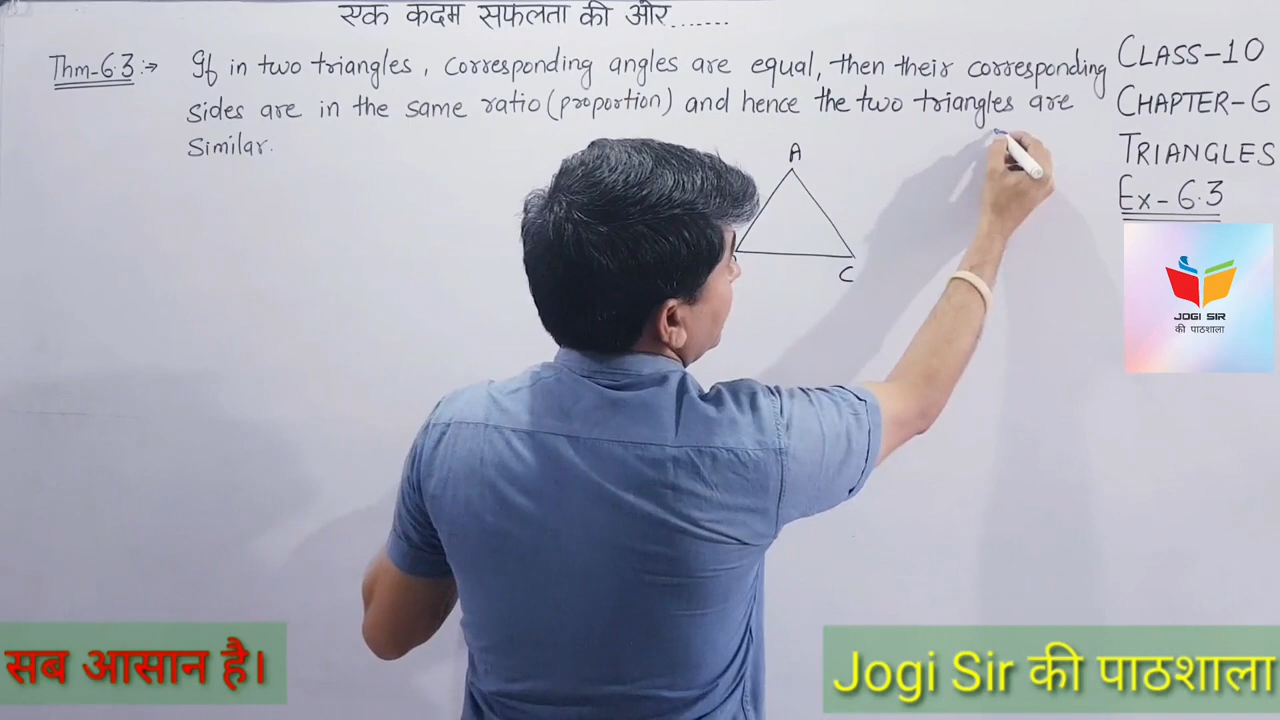 एक कदम सफलता की ओर.......
Thm-6.3:→ If in two triangles, corresponding angles are equal, then their corresponding
sides are in the same ratio (proportion) and hence the two triangles are
Similar.
A
C
CLASS-10
CHAPTER-6
TRIANGLES
Ex-6.3
JOGI SIR
की पाठशाला
सब आसान है।
Jogi Sir की पाठशाला